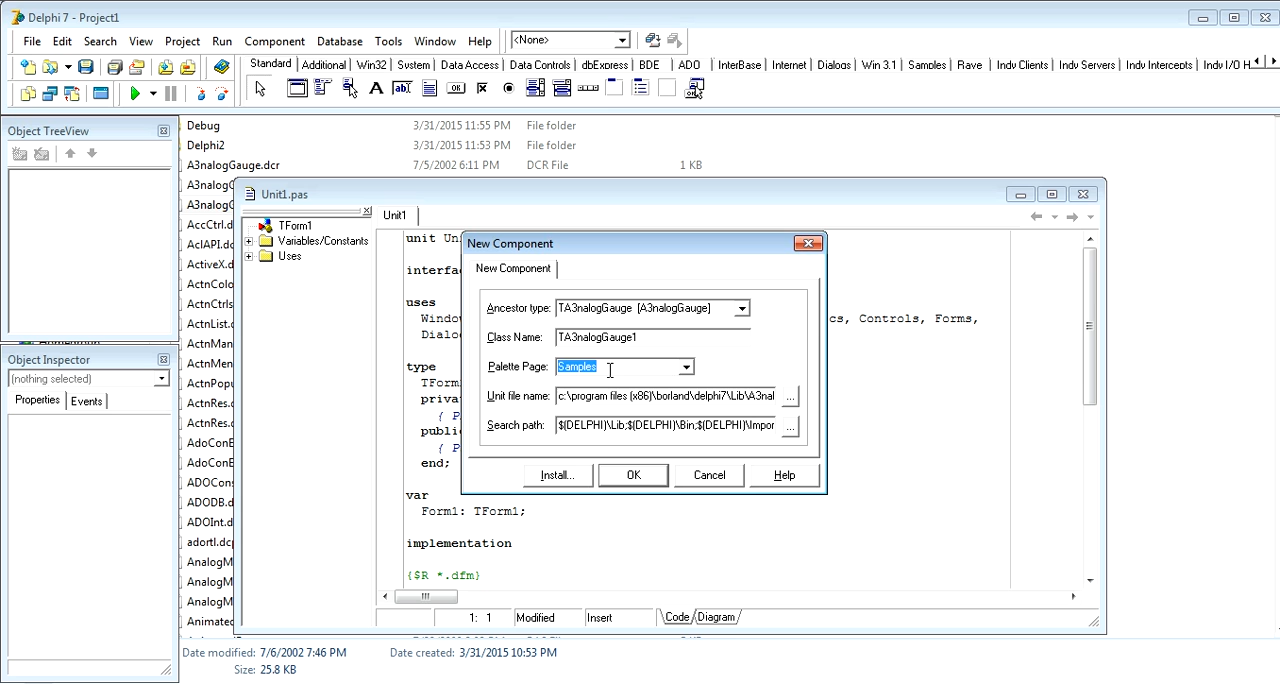 Delphi 7 - Project1
File Edit Search View Project Run Component Database Tools Window Help <None>
Standard Additional Win32 System Data Access Data Controls dbExpress BDE ADO InterBase Internet Dialogs Win 3.1 Samples Rave Indy Clients Indy Servers Indy Intercepts Indy I/O H
Object TreeView
Debug 3/31/2015 11:55 PM File folder
Delphi2 3/31/2015 11:53 PM File folder
A3nalogGauge.dcr 7/5/2002 6:11 PM DCR File 1 KB
A3nalogG
A3nalogG
AccCtrl.d
AclAPI.dc
ActiveX.d
ActnColo
ActnCtrls
ActnList.
ActnMan
ActnMen
ActnPopu
ActnRes.
ActnRes.
AdoConE
AdoConE
ADOCons
ADODB.d
ADOInt.d
adortl.dcp
AnalogM
AnalogM
AnalogM
Animated
Unit1.pas
Unit1
TForm1
Variables/Constants
Uses
unit Un
interfa
uses
Window cs, Controls, Forms,
Dialo
type
TForm
priva
{ P
publi
{ P
end;
var
Form1: TForm1;
implementation
{$R *.dfm}
1: 1 Modified Insert Code Diagram
New Component
New Component
Ancestor type: TA3nalogGauge [A3nalogGauge]
Class Name: TA3nalogGauge1
Palette Page: Samples
Unit file name: c:\program files (x86)\borland\delphi7\Lib\A3nal ...
Search path: $(DELPHI)\Lib;$(DELPHI)\Bin;$(DELPHI)\Impor ...
Install... OK Cancel Help
Object Inspector
(nothing selected)
Properties Events
Date modified: 7/6/2002 7:46 PM Date created: 3/31/2015 10:53 PM
Size: 25.8 KB